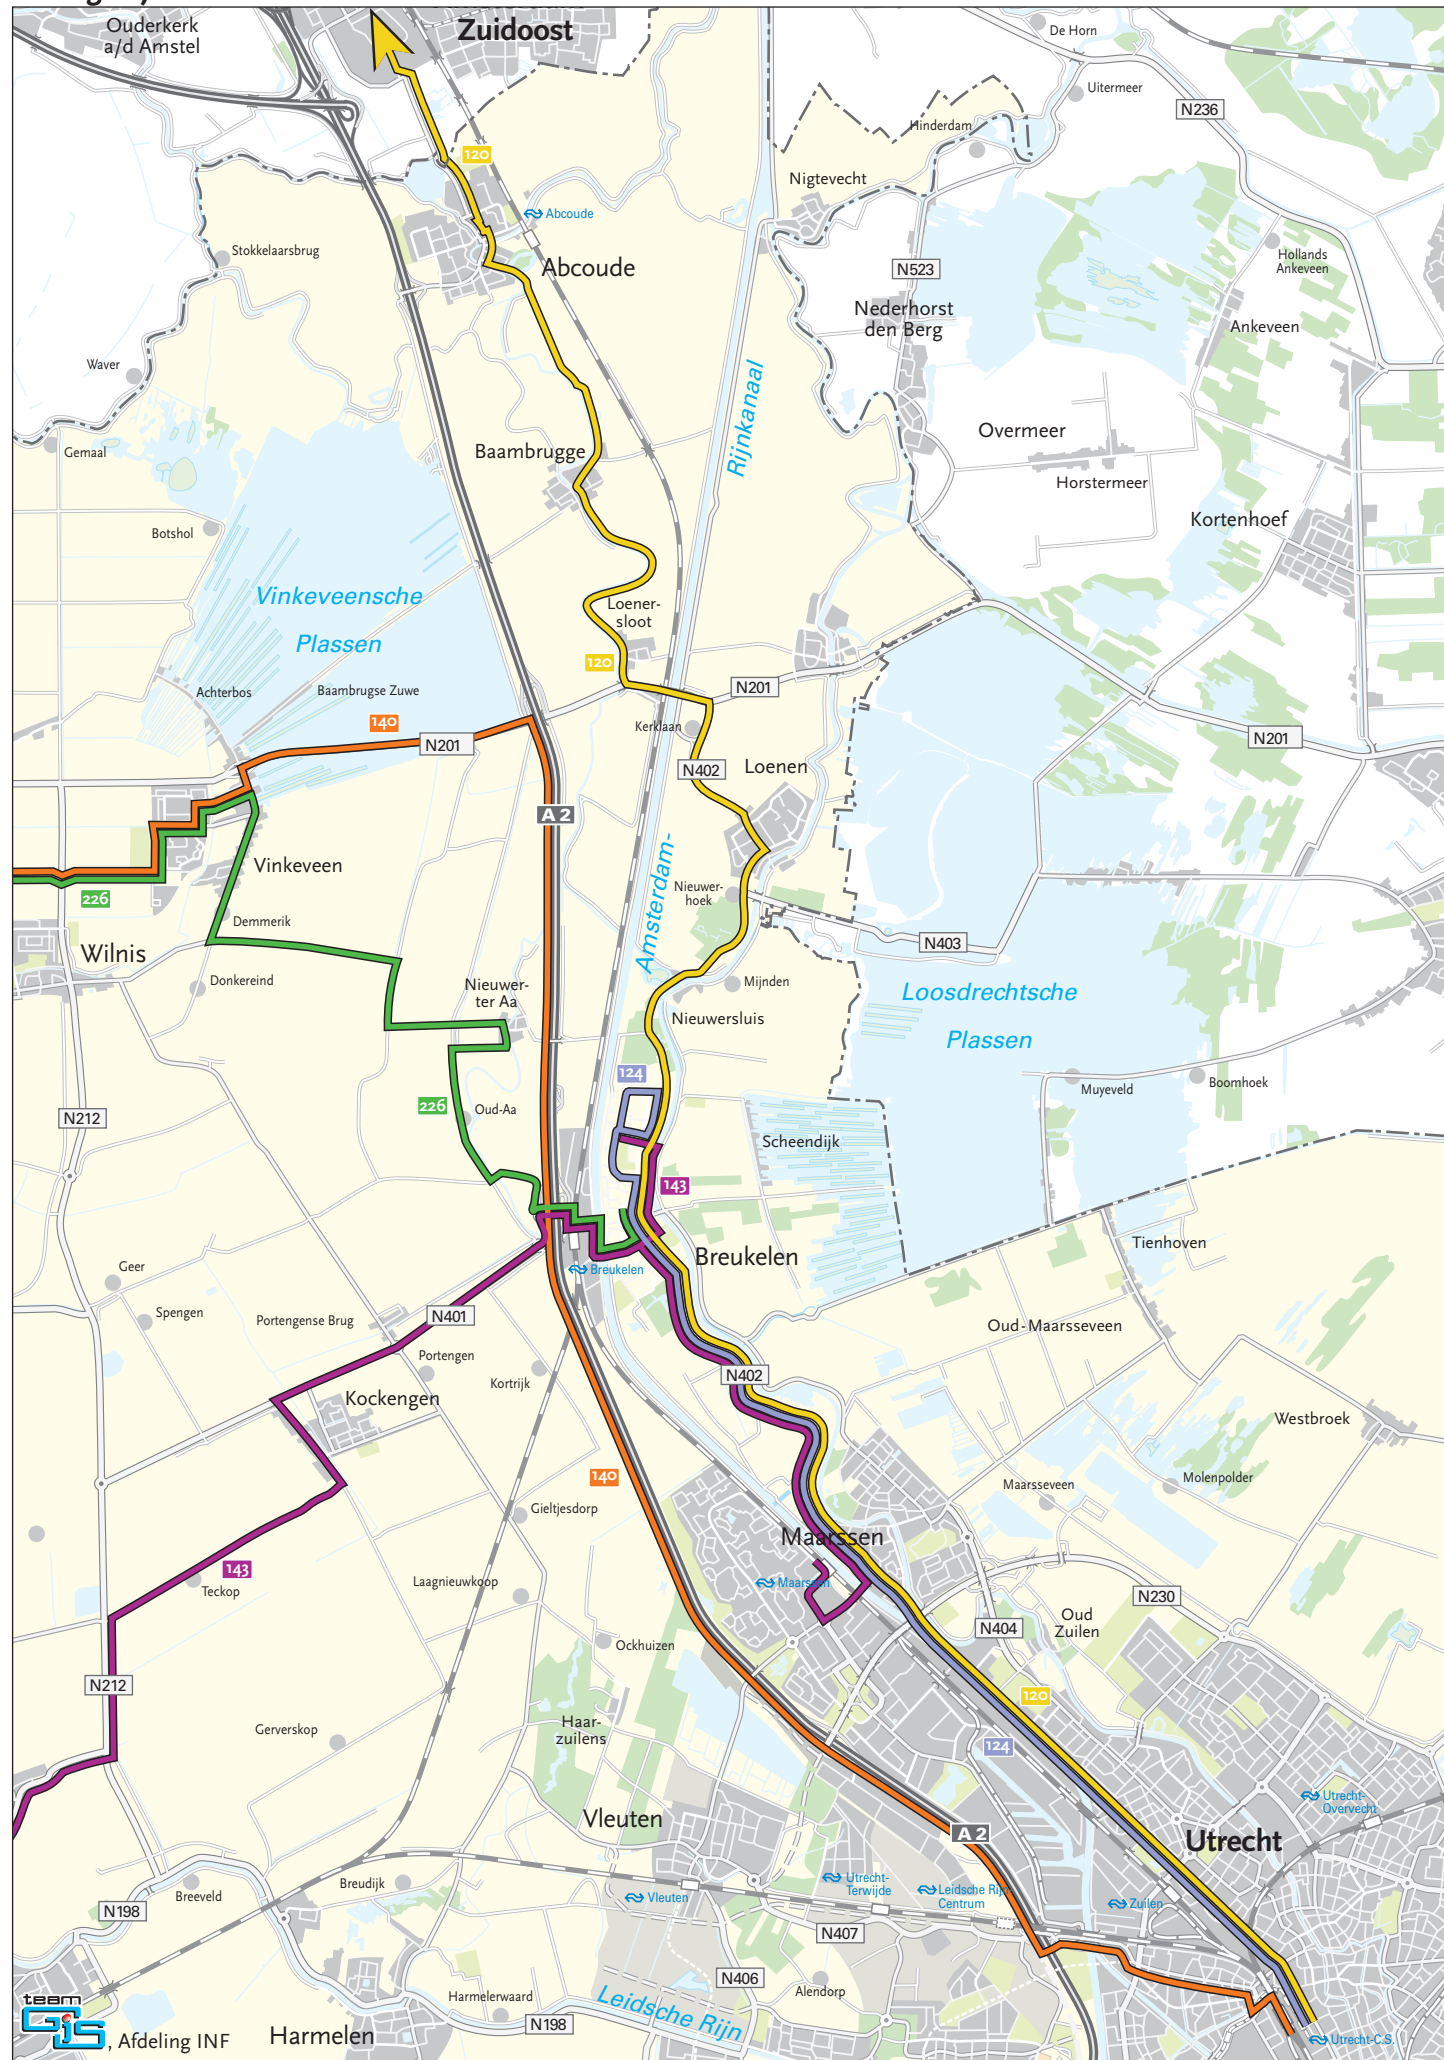 Zuidoost
Ouderkerk
a/d Amstel
De Horn
Uitermeer
N236
Hinderdam
120
Nigtevecht
Abcoude
Stokkelaarsbrug
Abcoude
Hollands
Ankeveen
N523
Nederhorst
den Berg
Ankeveen
Waver
Rijnkanaal
Overmeer
Gemaal
Baambrugge
Horstermeer
Kortenhoef
Botshol
Vinkeveensche
Plassen
Loener-
sloot
120
Achterbos
Baambrugse Zuwe
N201
140
Kerklaan
N201
N201
N402
Loenen
A 2
Vinkeveen
Amsterdam-
Nieuwer-
hoek
226
Demmerik
N403
Wilnis
Donkereind
Nieuwer-
ter Aa
Mijnden
Loosdrechtsche
Plassen
Nieuwersluis
124
Muyeveld
Boomhoek
226
Oud-Aa
N212
Scheendijk
143
Tienhoven
Breukelen
Breukelen
Geer
Spengen
Portengense Brug
N401
Oud-Maarsseveen
Portengen
Kortrijk
N402
Kockengen
Westbroek
140
Maarsseveen
Molenpolder
Gieltjesdorp
Maarssen
143
Teckop
Laagnieuwkoop
Maarssen
N230
Oud
Zuilen
N404
Ockhuizen
N212
120
Gerverskop
Haar-
zuilens
124
Utrecht-
Overvecht
Vleuten
A 2
Utrecht
Utrecht-
Terwijde
Leidsche Rijn
Centrum
Breeveld
Breudijk
Vleuten
Zuilen
N198
N407
N406
Alendorp
Harmelerwaard
Leidsche Rijn
N198
team
GIS
, Afdeling INF
Harmelen
Utrecht-C.S.